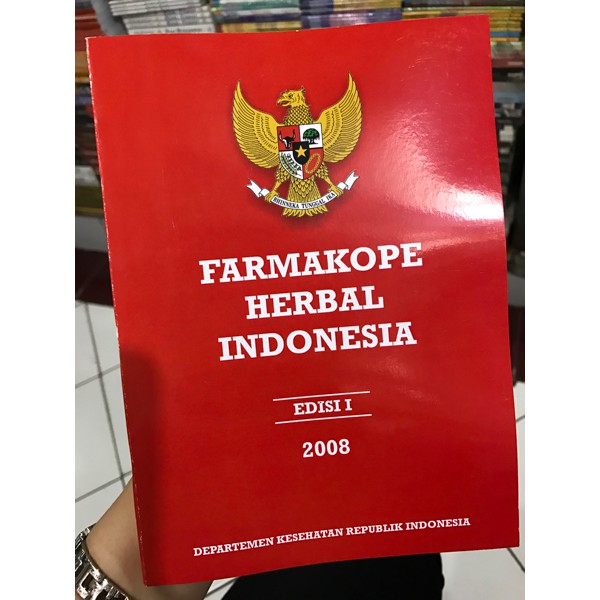 BHINNEKA TUNGGAL IKA
FARMAKOPE
HERBAL
INDONESIA
EDISI I
2008
DEPARTEMEN KESEHATAN REPUBLIK INDONESIA